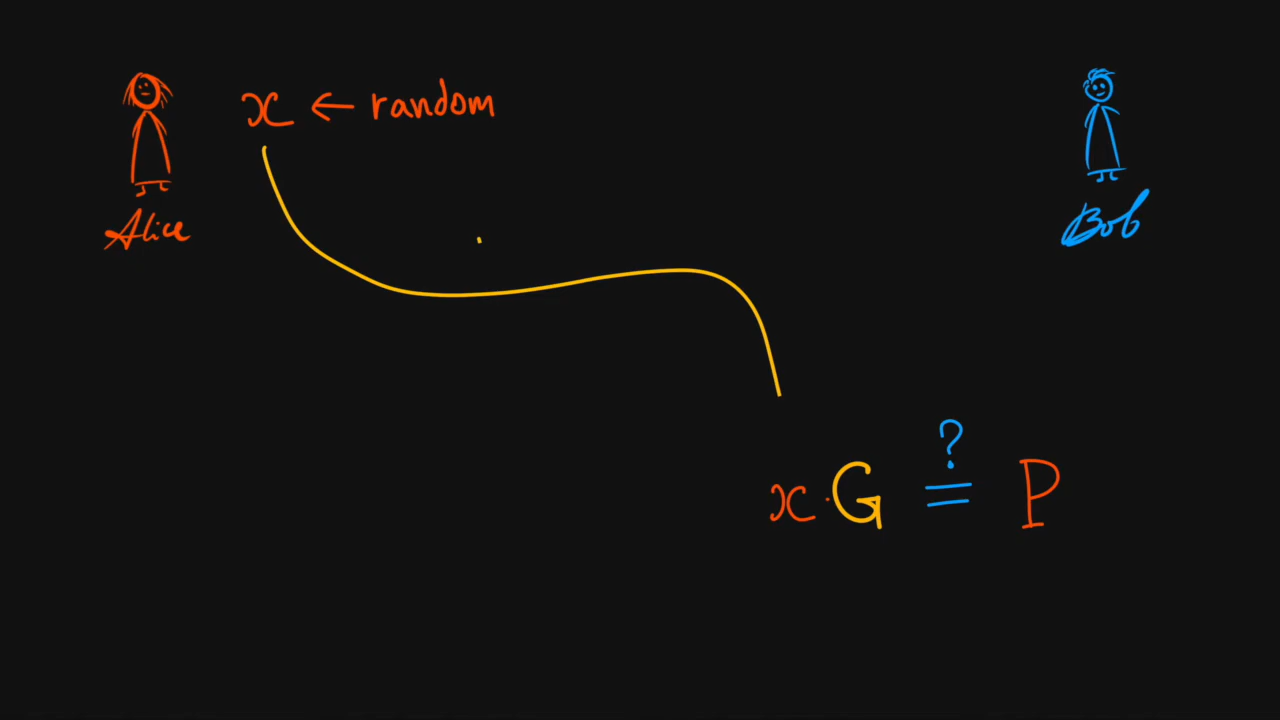 x ← random
Alice
Bob
?
x · G = P